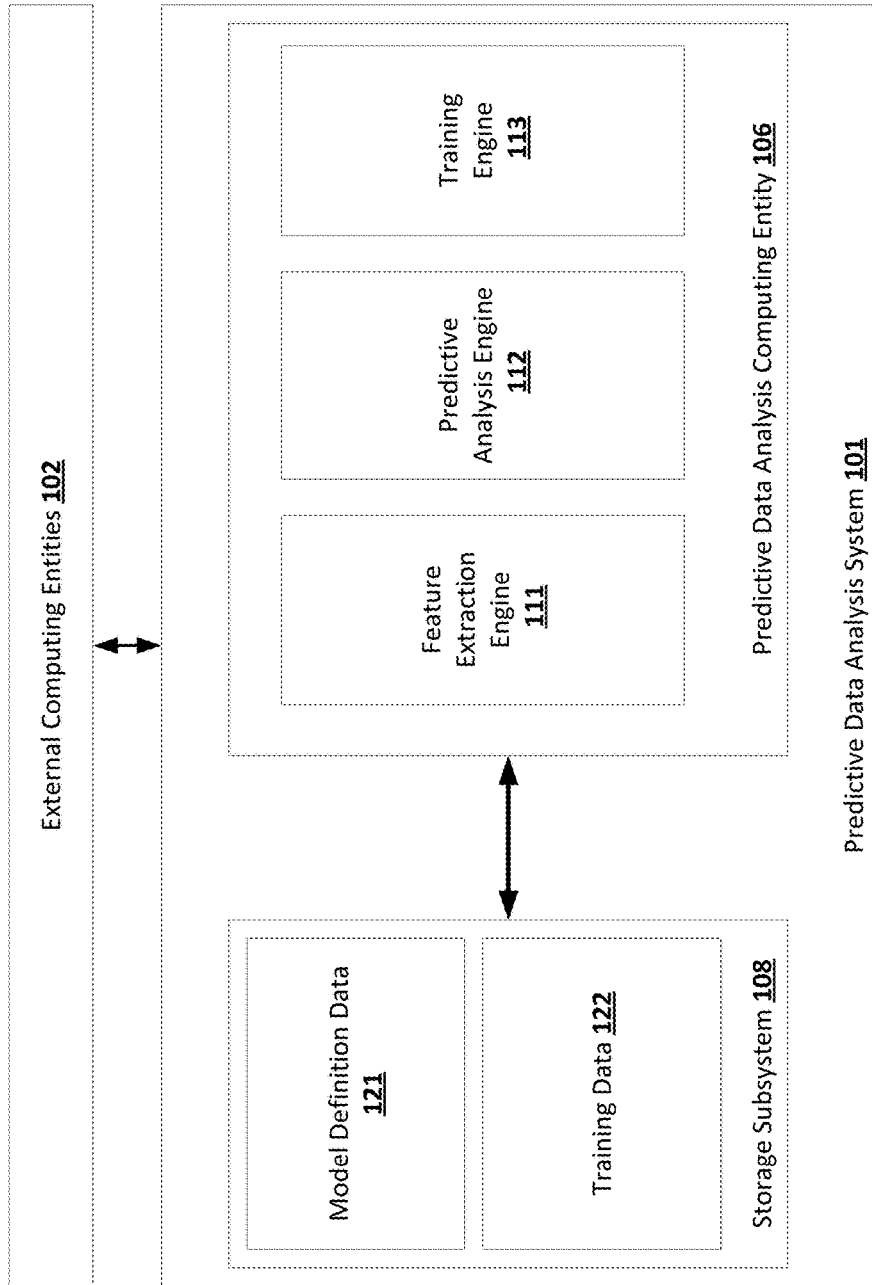 External Computing Entities 102
Model Definition Data
121
Training Data 122
Storage Subsystem 108
Feature
Extraction
Engine
111
Predictive
Analysis Engine
112
Training
Engine
113
Predictive Data Analysis Computing Entity 106
Predictive Data Analysis System 101